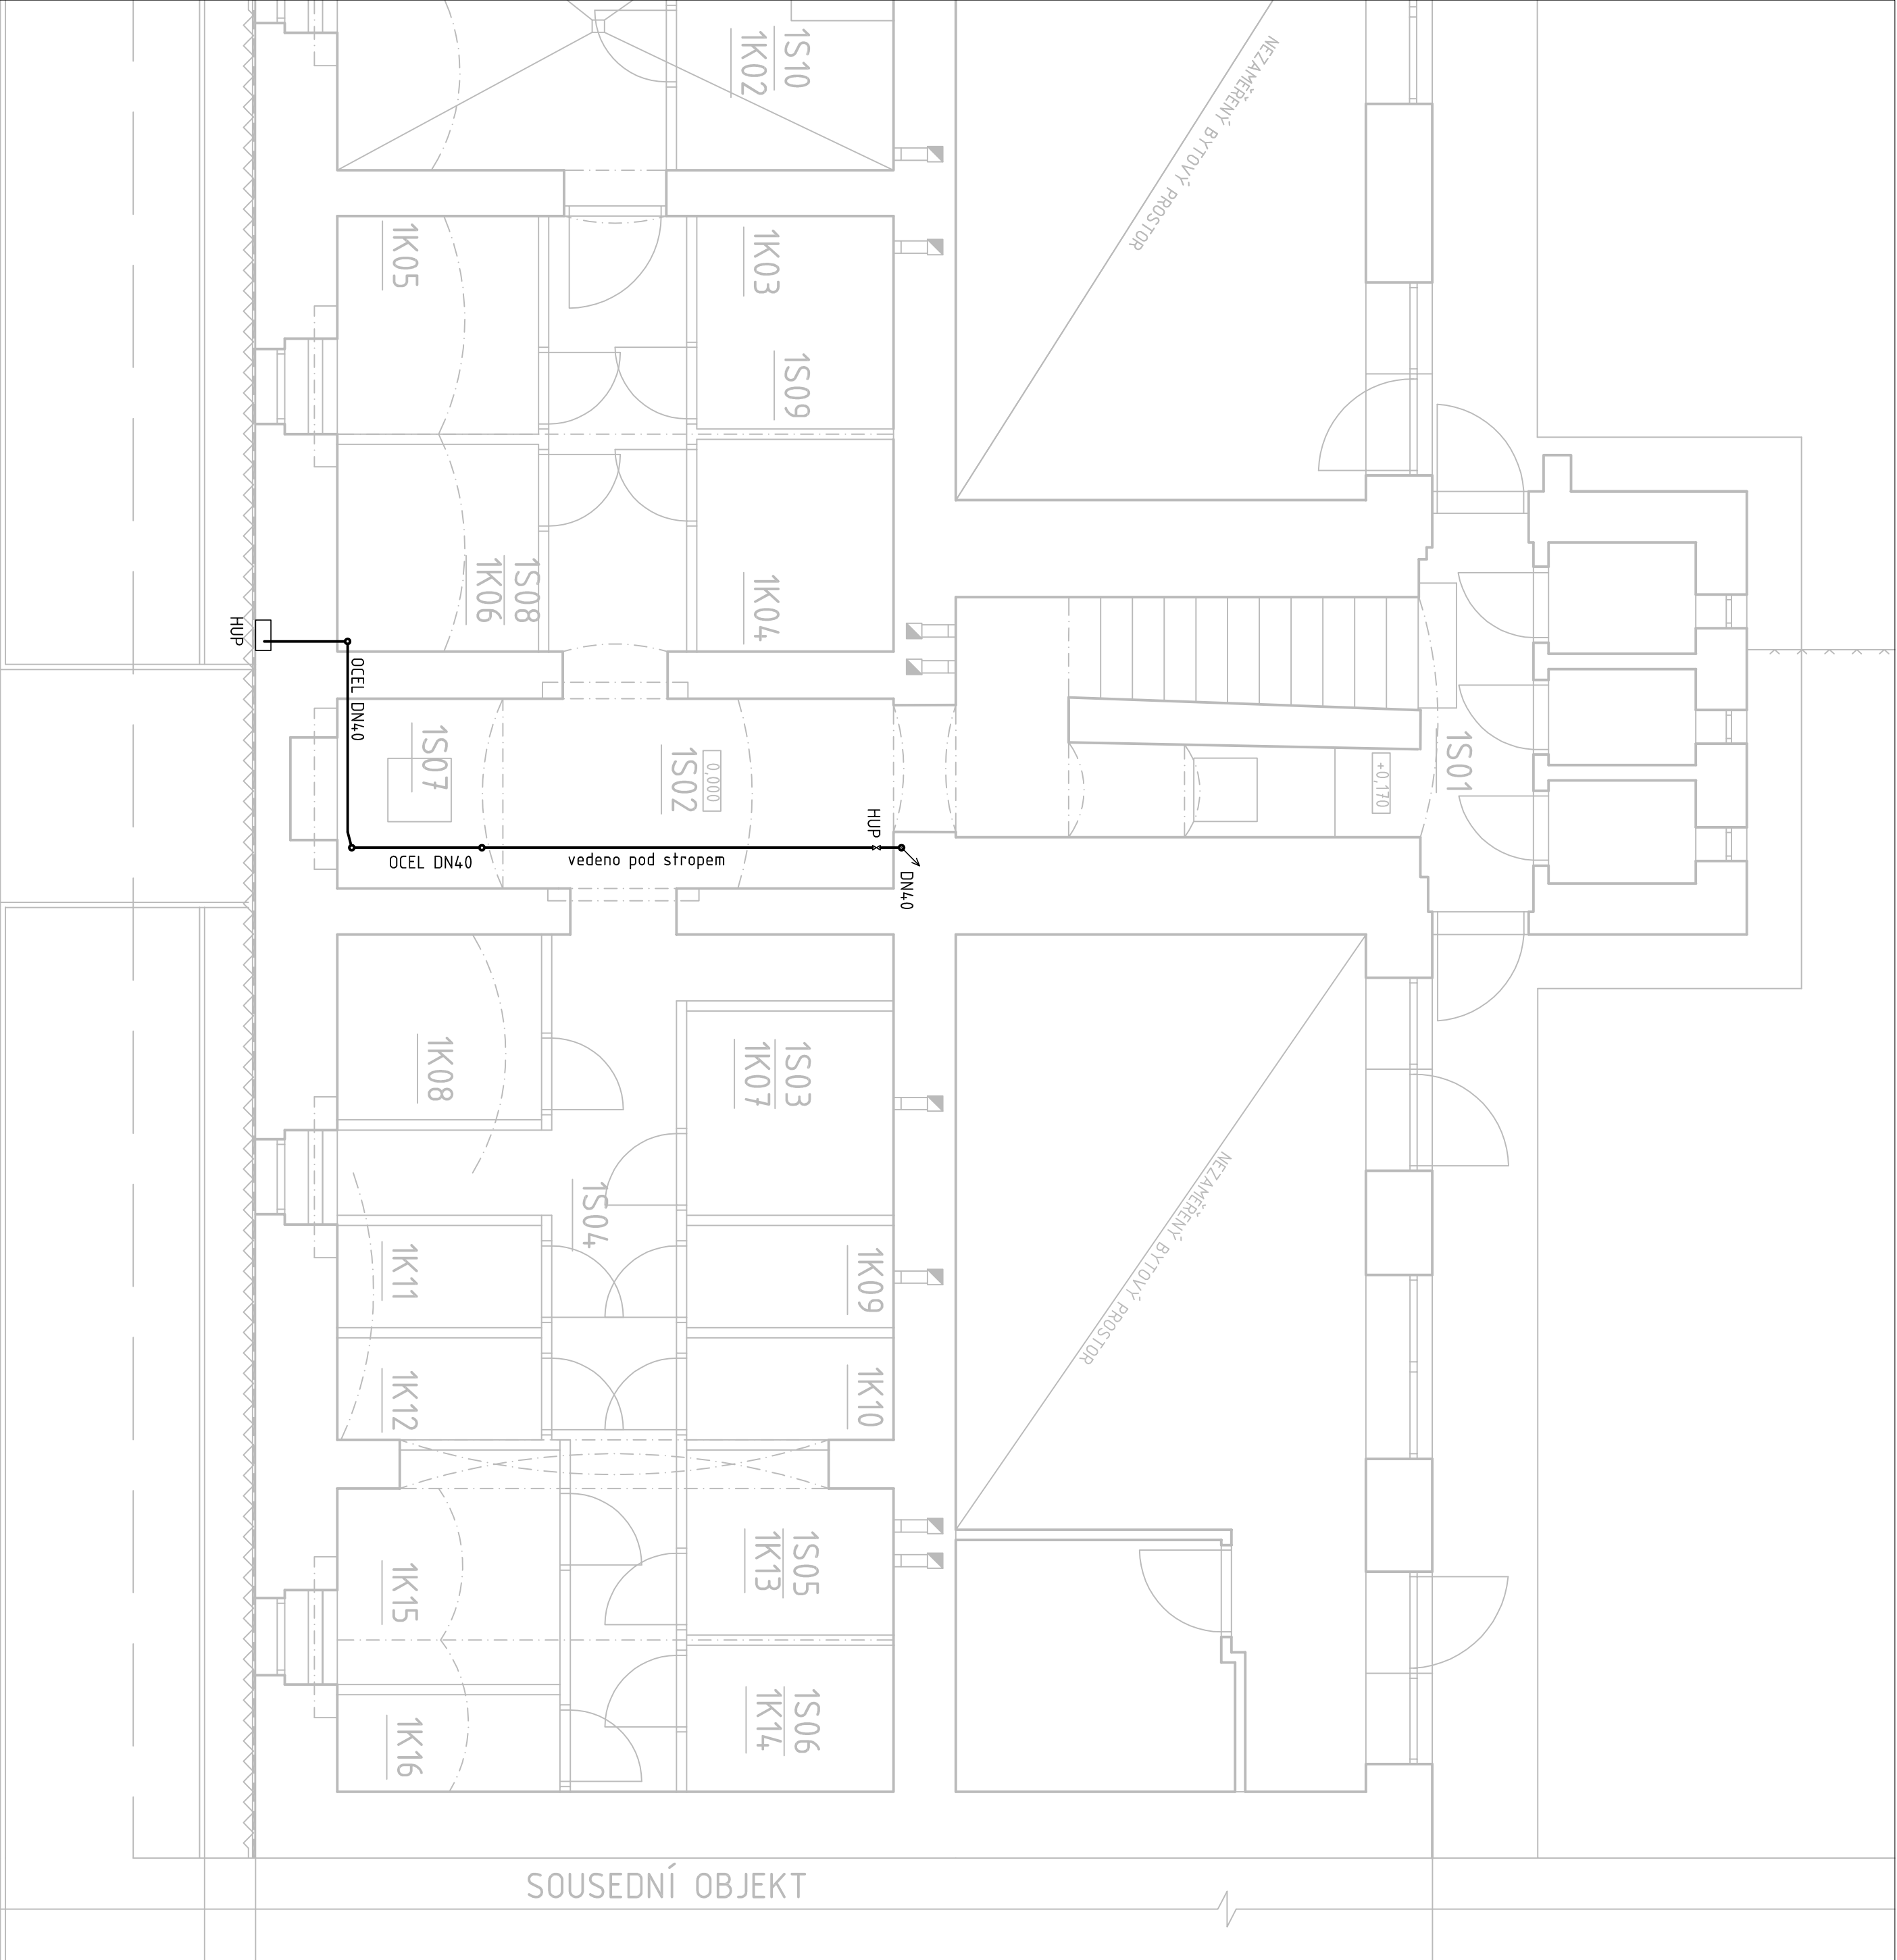 1S10
1K02
NEZAMĚŘENÝ BYTOVÝ PROSTOR
1K05
1K03
1S09
1S08
1K06
1K04
HUP
OCEL DN40
1S07
1S02
0,000
+0,170
1S01
HUP
OCEL DN40
vedeno pod stropem
DN40
1K08
1S03
1K07
NEZAMĚŘENÝ BYTOVÝ PROSTOR
1S04
1K11
1K09
1K12
1K10
1S05
1K13
1K15
1S06
1K14
1K16
SOUSEDNÍ OBJEKT